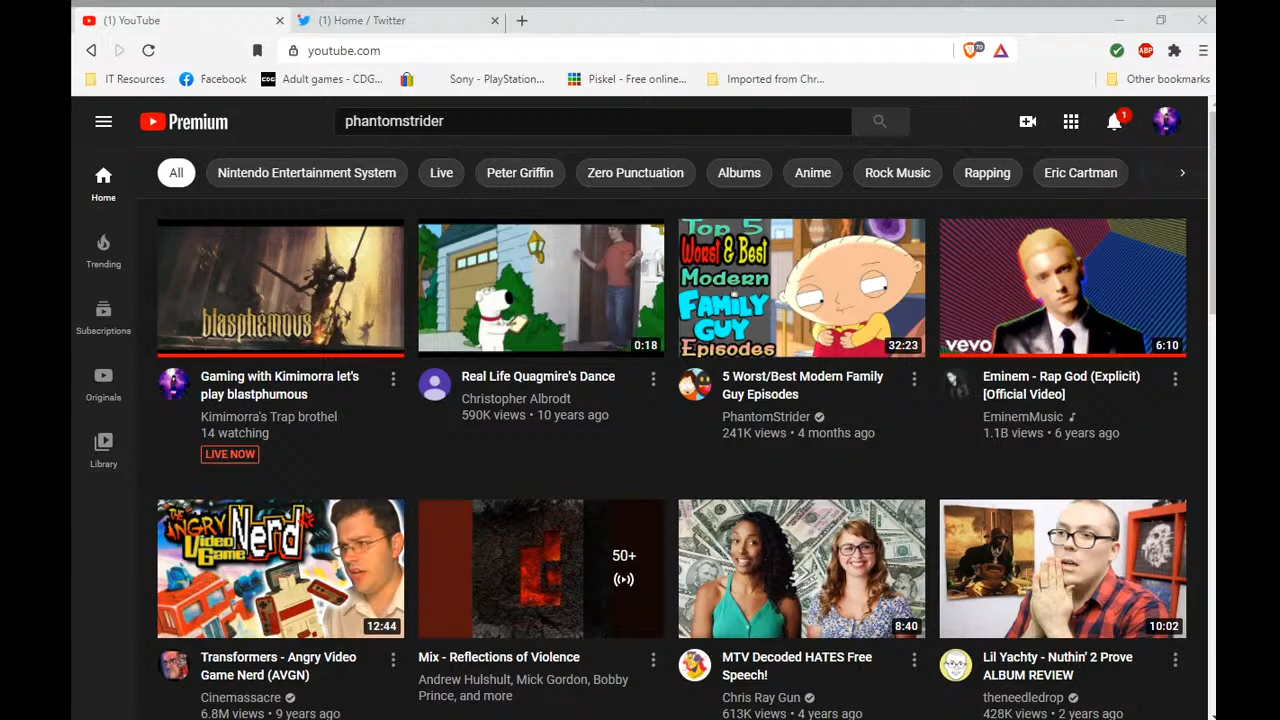 (1) YouTube
(1) Home / Twitter
youtube.com
70
ABP
IT Resources
Facebook
CDG
Adult games - CDG...
Sony - PlayStation...
Piskel - Free online...
Imported from Chr...
Other bookmarks
Premium
phantomstrider
1
All
Nintendo Entertainment System
Live
Peter Griffin
Zero Punctuation
Albums
Anime
Rock Music
Rapping
Eric Cartman
Home
Trending
Subscriptions
Originals
Library
blasphemous
0:18
Top 5
Worst & Best
Modern
FAMILY
GUY
Episodes
32:23
vevo
6:10
Gaming with Kimimorra let's
play blastphumous
Kimimorra's Trap brothel
14 watching
LIVE NOW
Real Life Quagmire's Dance
Christopher Albrodt
590K views • 10 years ago
5 Worst/Best Modern Family
Guy Episodes
PhantomStrider
241K views • 4 months ago
Eminem - Rap God (Explicit)
[Official Video]
EminemMusic
1.1B views • 6 years ago
THE
ANGRY
Video
Game
Nerd
12:44
50+
8:40
10:02
Transformers - Angry Video
Game Nerd (AVGN)
Cinemassacre
6.8M views • 9 years ago
Mix - Reflections of Violence
Andrew Hulshult, Mick Gordon, Bobby
Prince, and more
MTV Decoded HATES Free
Speech!
Chris Ray Gun
613K views • 4 years ago
Lil Yachty - Nuthin' 2 Prove
ALBUM REVIEW
theneedledrop
428K views • 2 years ago